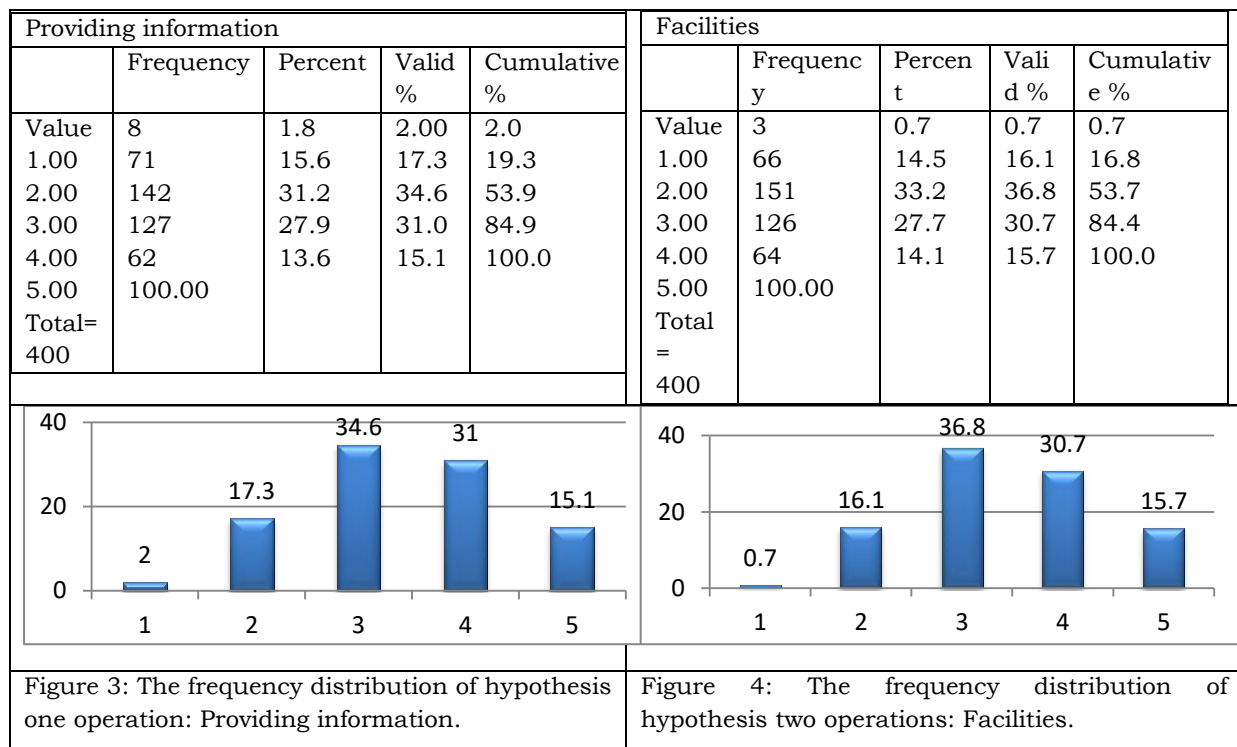 Providing information
Frequency Percent Valid % Cumulative %
Value 8 1.8 2.00 2.0
1.00 71 15.6 17.3 19.3
2.00 142 31.2 34.6 53.9
3.00 127 27.9 31.0 84.9
4.00 62 13.6 15.1 100.0
5.00 100.00
Total=
400
Facilities
Frequenc
y Percen
t Vali
d % Cumulativ
e %
Value 3 0.7 0.7 0.7
1.00 66 14.5 16.1 16.8
2.00 151 33.2 36.8 53.7
3.00 126 27.7 30.7 84.4
4.00 64 14.1 15.7 100.0
5.00 100.00
Total
=
400
40
20
0
2 17.3 34.6 31 15.1
1 2 3 4 5
40
20
0
0.7 16.1 36.8 30.7 15.7
1 2 3 4 5
Figure 3: The frequency distribution of hypothesis
one operation: Providing information.
Figure 4: The frequency distribution of
hypothesis two operations: Facilities.